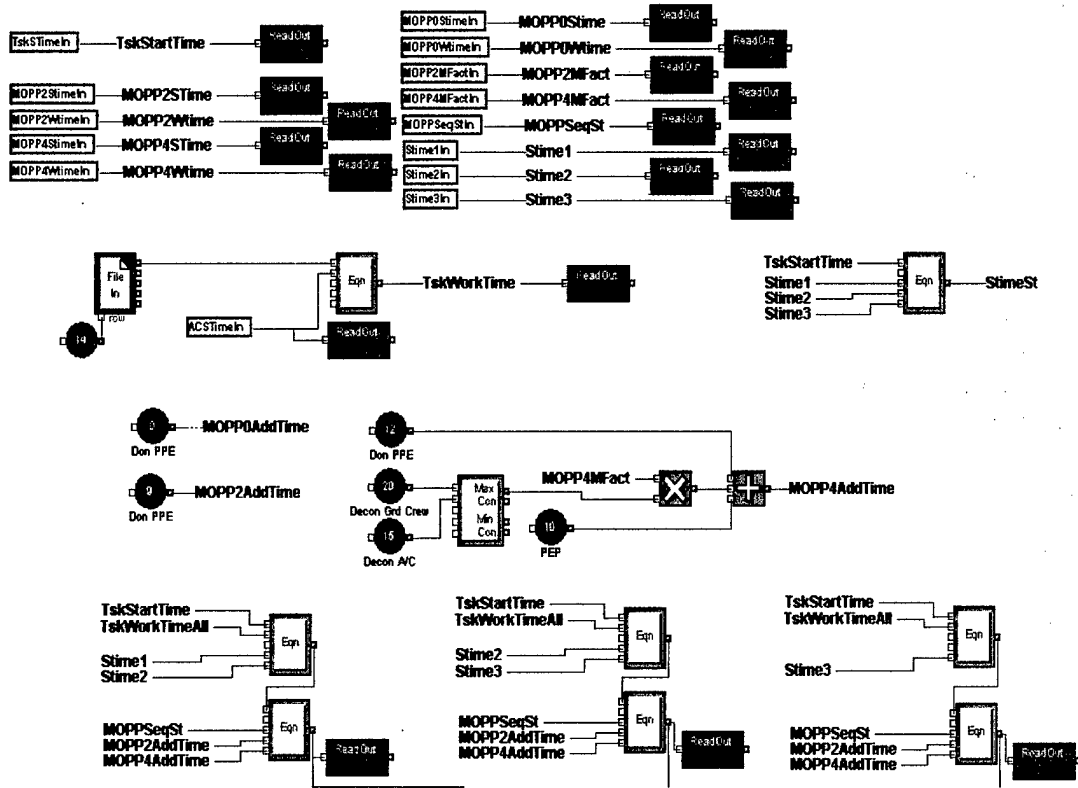 TskSTimeIn TskStartTime ReadOut
MOPP2StimeIn MOPP2STime ReadOut
MOPP2WtimeIn MOPP2Wtime ReadOut
MOPP4StimeIn MOPP4STime ReadOut
MOPP4WtimeIn MOPP4Wtime ReadOut
MOPP0StimeIn MOPP0Stime ReadOut
MOPP0WtimeIn MOPP0Wtime ReadOut
MOPP2MFactIn MOPP2MFact ReadOut
MOPP4MFactIn MOPP4MFact ReadOut
MOPPSeqStIn MOPPSeqSt ReadOut
Stime1In Stime1 ReadOut
Stime2In Stime2 ReadOut
Stime3In Stime3 ReadOut
File In
row
Eqn
TskWorkTime
ReadOut
ACSTimeIn
ReadOut
TskStartTime
Stime1
Stime2
Stime3
Eqn
StimeSt
Don PPE
MOPP0AddTime
9
Don PPE
MOPP2AddTime
12
Don PPE
20
Decon Grd Crew
15
Decon A/C
Max Con
Min Con
MOPP4MFact
10
PEP
MOPP4AddTime
TskStartTime
TskWorkTimeAll
Stime1
Stime2
Eqn
MOPPSeqSt
MOPP2AddTime
MOPP4AddTime
Eqn
ReadOut
TskStartTime
TskWorkTimeAll
Stime2
Stime3
Eqn
MOPPSeqSt
MOPP2AddTime
MOPP4AddTime
Eqn
ReadOut
TskStartTime
TskWorkTimeAll
Stime3
Eqn
MOPPSeqSt
MOPP2AddTime
MOPP4AddTime
Eqn
ReadOut